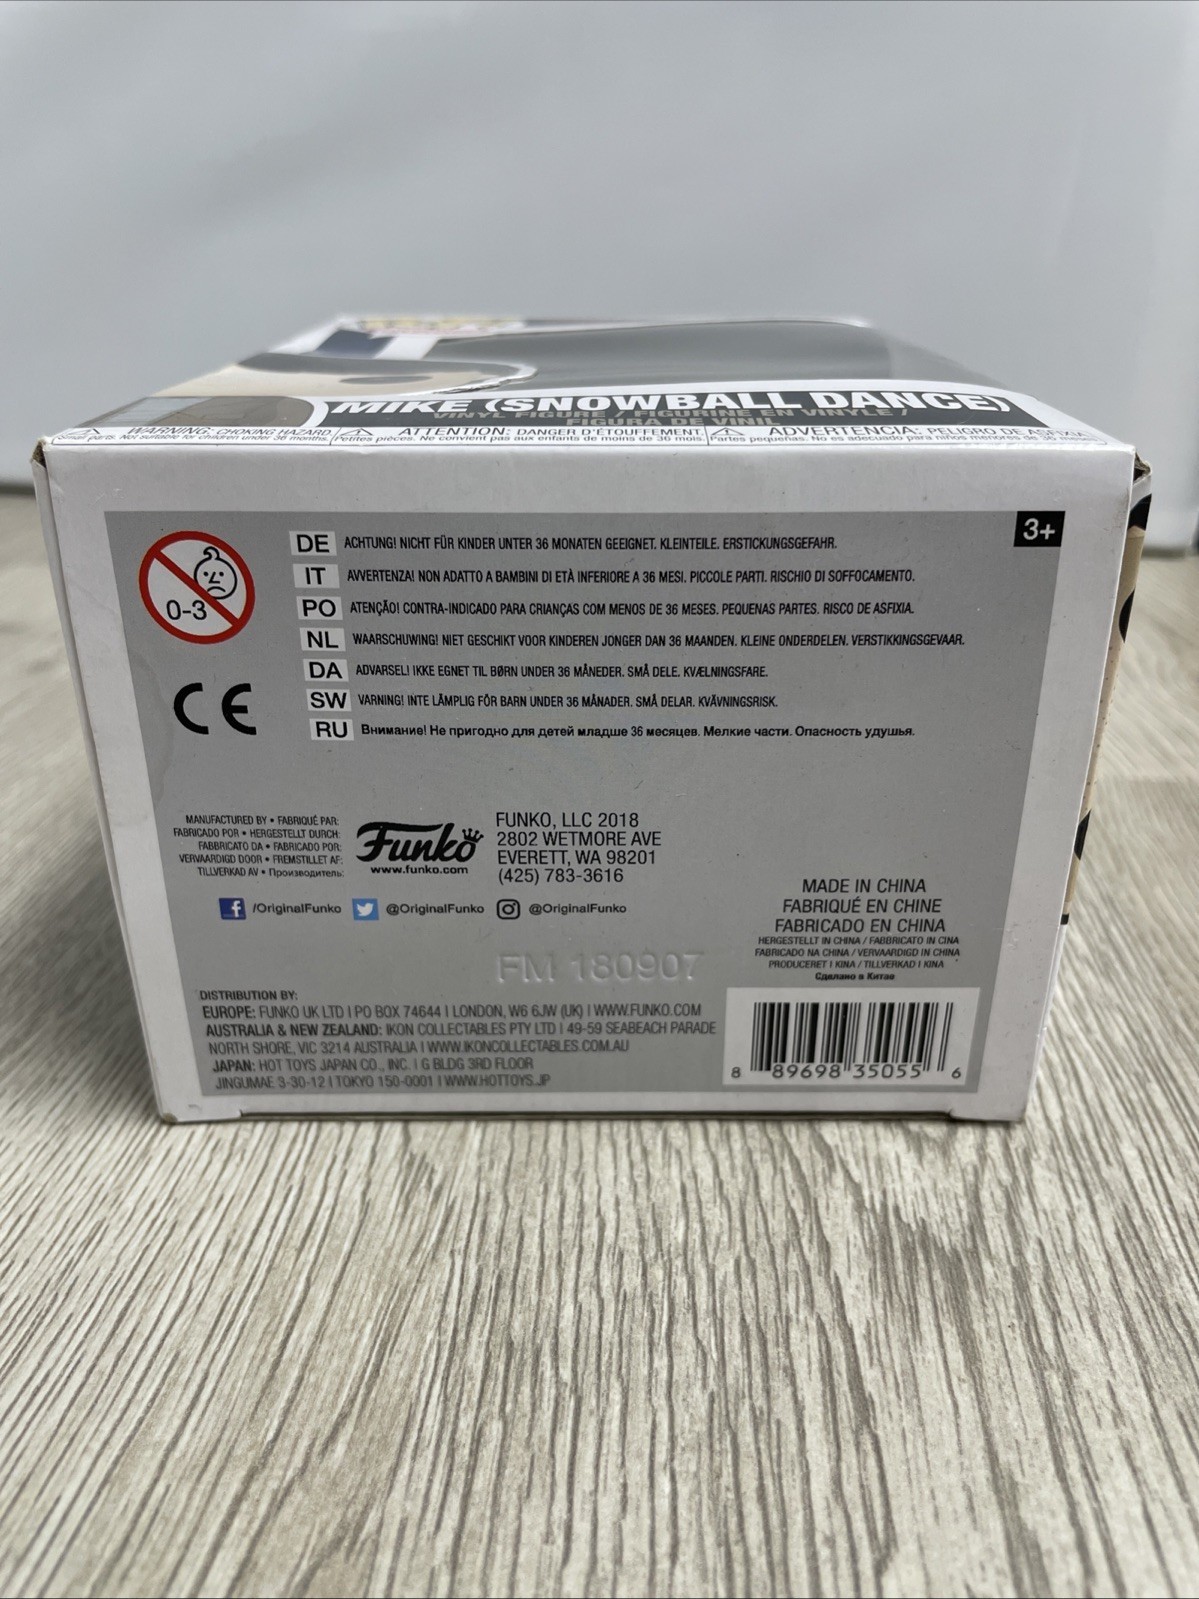 MIKE (SNOWBALL DANCE)
VINYL FIGURE / FIGURINE EN VINYLE /
FIGURA DE VINIL
WARNING: CHOKING HAZARD.
Small parts. Not suitable for children under 36 months.
ATTENTION: DANGER D'ÉTOUFFEMENT.
Petites pièces. Ne convient pas aux enfants de moins de 36 mois.
ADVERTENCIA: PELIGRO DE ASFIXIA.
Partes pequeñas. No es adecuado para niños menores de 36 meses.
3+
0-3
DE ACHTUNG! NICHT FÜR KINDER UNTER 36 MONATEN GEEIGNET. KLEINTEILE. ERSTICKUNGSGEFAHR.
IT AVVERTENZA! NON ADATTO A BAMBINI DI ETÀ INFERIORE A 36 MESI. PICCOLE PARTI. RISCHIO DI SOFFOCAMENTO.
PO ATENÇÃO! CONTRA-INDICADO PARA CRIANÇAS COM MENOS DE 36 MESES. PEQUENAS PARTES. RISCO DE ASFIXIA.
NL WAARSCHUWING! NIET GESCHIKT VOOR KINDEREN JONGER DAN 36 MAANDEN. KLEINE ONDERDELEN. VERSTIKKINGSGEVAAR.
DA ADVARSEL! IKKE EGNET TIL BØRN UNDER 36 MÅNEDER. SMÅ DELE. KVÆLNINGSFARE.
SW VARNING! INTE LÄMPLIG FÖR BARN UNDER 36 MÅNADER. SMÅ DELAR. KVÄVNINGSRISK.
RU Внимание! Не пригодно для детей младше 36 месяцев. Мелкие части. Опасность удушья.
CE
MANUFACTURED BY • FABRIQUÉ PAR:
FABRICADO POR • HERGESTELLT DURCH:
FABBRICATO DA • FABRICADO POR:
VERVAARDIGD DOOR • FREMSTILLET AF:
TILLVERKAD AV • Производитель:
Funko
www.funko.com
FUNKO, LLC 2018
2802 WETMORE AVE
EVERETT, WA 98201
(425) 783-3616
/OriginalFunko @OriginalFunko @OriginalFunko
MADE IN CHINA
FABRIQUÉ EN CHINE
FABRICADO EN CHINA
HERGESTELLT IN CHINA / FABBRICATO IN CINA
FABRICADO NA CHINA / VERVAARDIGD IN CHINA
PRODUCERET I KINA / TILLVERKAD I KINA
Сделано в Китае
FM 180907
DISTRIBUTION BY:
EUROPE: FUNKO UK LTD I PO BOX 74644 I LONDON, W6 6JW (UK) I WWW.FUNKO.COM
AUSTRALIA & NEW ZEALAND: IKON COLLECTABLES PTY LTD I 49-59 SEABEACH PARADE
NORTH SHORE, VIC 3214 AUSTRALIA I WWW.IKONCOLLECTABLES.COM.AU
JAPAN: HOT TOYS JAPAN CO., INC. I G BLDG 3RD FLOOR
JINGUMAE 3-30-12 I TOKYO 150-0001 I WWW.HOTTOYS.JP
8 89698 35055 6